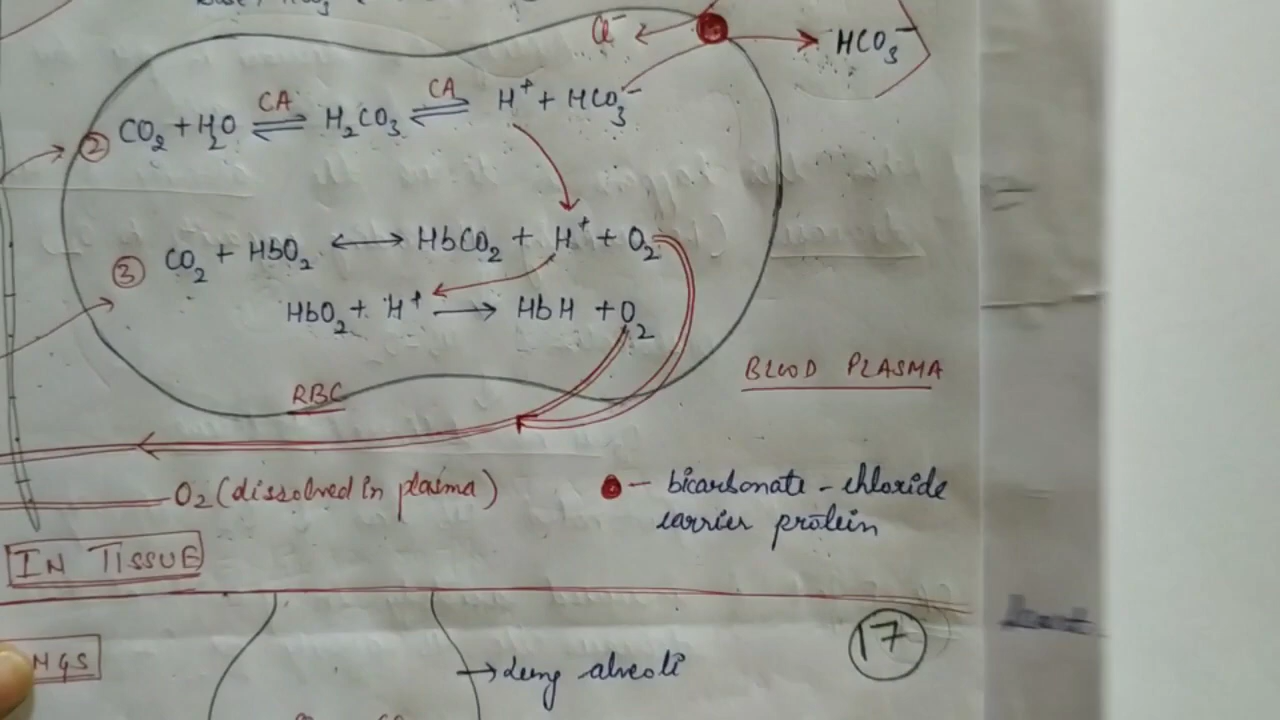 Cl⁻
HCO₃⁻
② CO₂ + H₂O ⇌ H₂CO₃ ⇌ H⁺ + HCO₃⁻
CA CA
③ CO₂ + HbO₂ ⟷ HbCO₂ + H⁺ + O₂
HbO₂ + H⁺ ⟶ HbH + O₂
RBC
BLOOD PLASMA
O₂ (dissolved in plasma)
- bicarbonate - chloride
carrier protein
IN TISSUE
NGS
→ lung alveoli
17